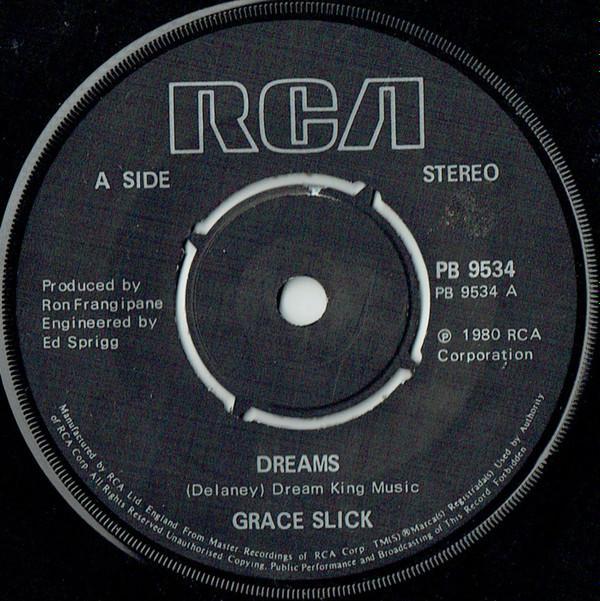 RCA
A SIDE
STEREO
PB 9534
PB 9534 A
Produced by
Ron Frangipane
Engineered by
Ed Sprigg
℗ 1980 RCA
Corporation
DREAMS
(Delaney) Dream King Music
GRACE SLICK
Manufactured by RCA Ltd. England. From Master Recordings of RCA Corp. TM(S)®Marca(s) Registrada(s) Used by Authority
of RCA Corp. All Rights Reserved Unauthorised Copying, Public Performance and Broadcasting of This Record Forbidden